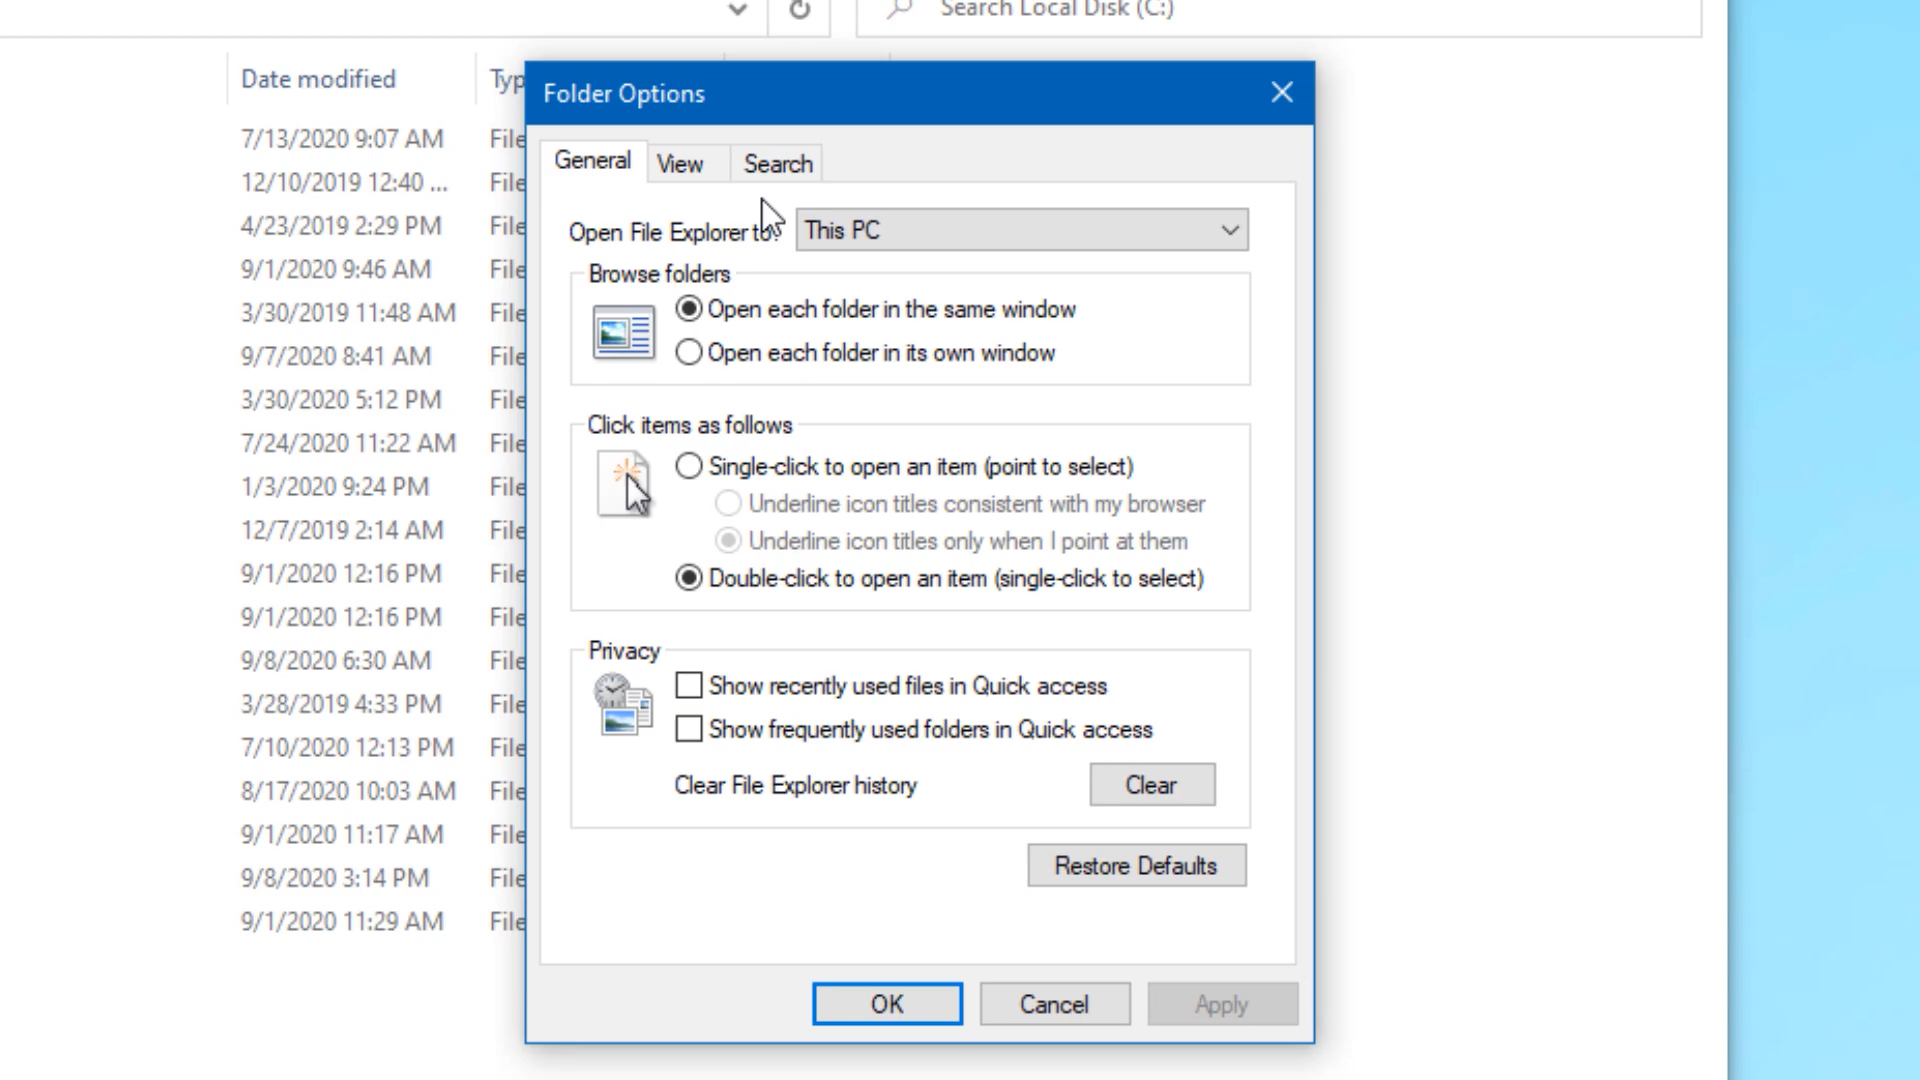 Search Local Disk (C:)
Date modified
Typ
7/13/2020 9:07 AM File
12/10/2019 12:40 ... File
4/23/2019 2:29 PM File
9/1/2020 9:46 AM File
3/30/2019 11:48 AM File
9/7/2020 8:41 AM File
3/30/2020 5:12 PM File
7/24/2020 11:22 AM File
1/3/2020 9:24 PM File
12/7/2019 2:14 AM File
9/1/2020 12:16 PM File
9/1/2020 12:16 PM File
9/8/2020 6:30 AM File
3/28/2019 4:33 PM File
7/10/2020 12:13 PM File
8/17/2020 10:03 AM File
9/1/2020 11:17 AM File
9/8/2020 3:14 PM File
9/1/2020 11:29 AM File
Folder Options
General View Search
Open File Explorer to: This PC
Browse folders
Open each folder in the same window
Open each folder in its own window
Click items as follows
Single-click to open an item (point to select)
Underline icon titles consistent with my browser
Underline icon titles only when I point at them
Double-click to open an item (single-click to select)
Privacy
Show recently used files in Quick access
Show frequently used folders in Quick access
Clear File Explorer history Clear
Restore Defaults
OK Cancel Apply